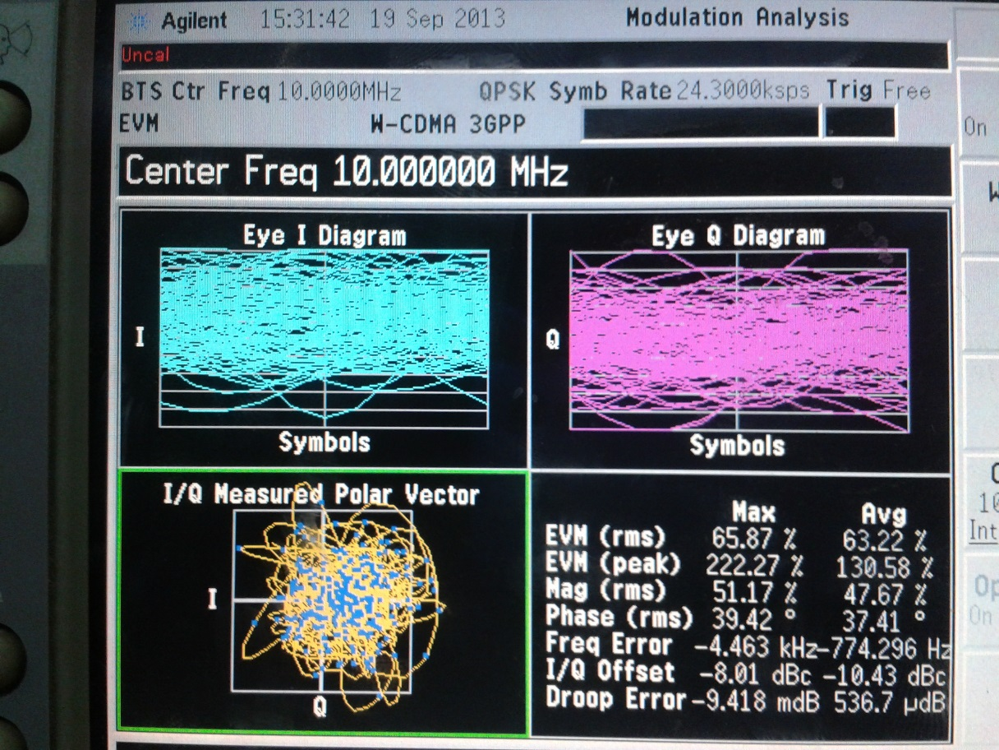 Agilent 15:31:42 19 Sep 2013 Modulation Analysis
Uncal
BTS Ctr Freq 10.0000MHz QPSK Symb Rate 24.3000ksps Trig Free
EVM W-CDMA 3GPP
On
Center Freq 10.000000 MHz
Eye I Diagram
I
Symbols
Eye Q Diagram
Q
Symbols
I/Q Measured Polar Vector
I
Q
Max Avg
EVM (rms) 65.87 % 63.22 %
EVM (peak) 222.27 % 130.58 %
Mag (rms) 51.17 % 47.67 %
Phase (rms) 39.42 ° 37.41 °
Freq Error -4.463 kHz -774.296 Hz
I/Q Offset -8.01 dBc -10.43 dBc
Droop Error -9.418 mdB 536.7 µdB
Int
Op
On